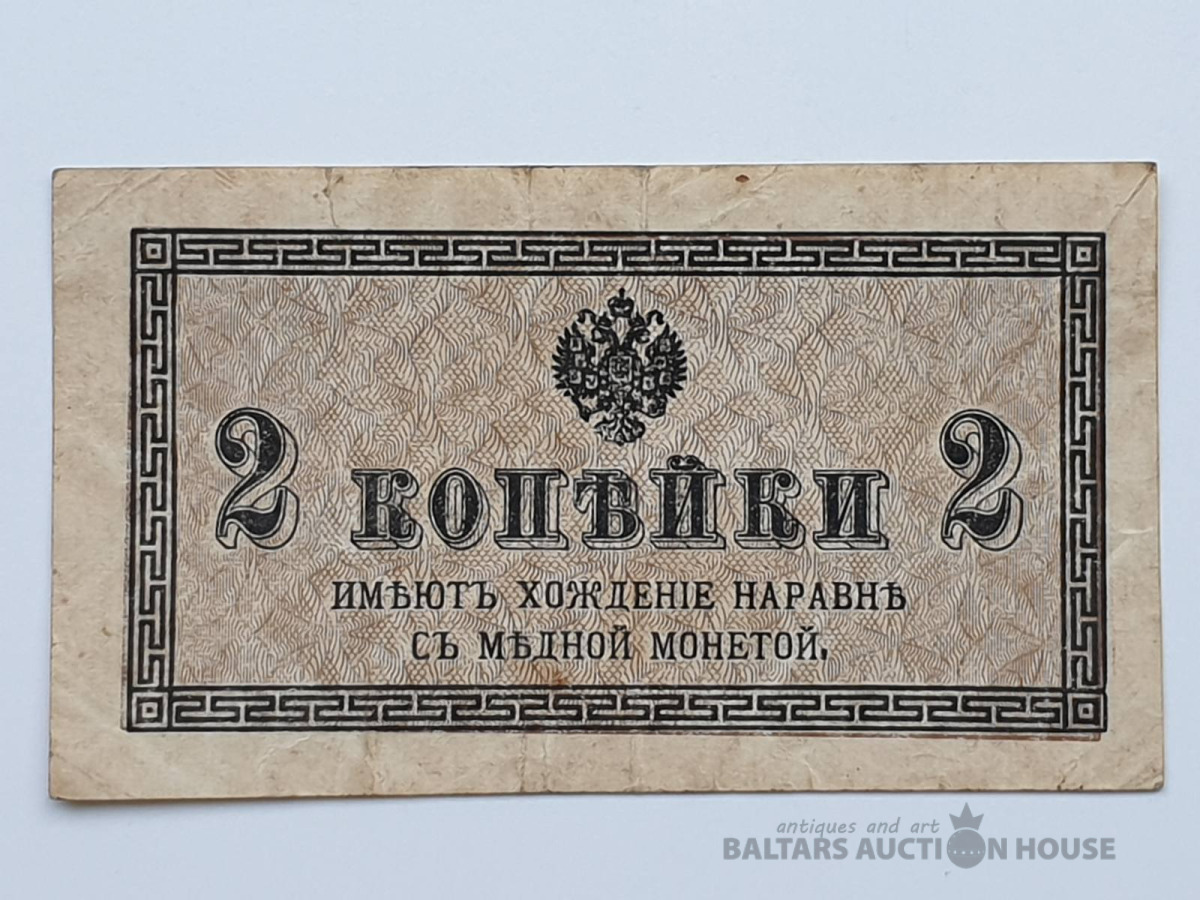 2 КОПѢЙКИ 2
ИМѢЮТЪ ХОЖДЕНІЕ НАРАВНѢ
СЪ МѢДНОЙ МОНЕТОЙ.
antiques and art
BALTARS AUCTION HOUSE